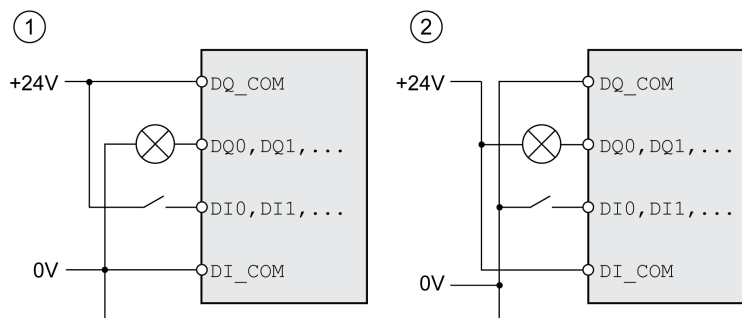 1
+24V
DQ_COM
DQ0,DQ1,...
DI0,DI1,...
0V
DI_COM
2
+24V
DQ_COM
DQ0,DQ1,...
DI0,DI1,...
DI_COM
0V